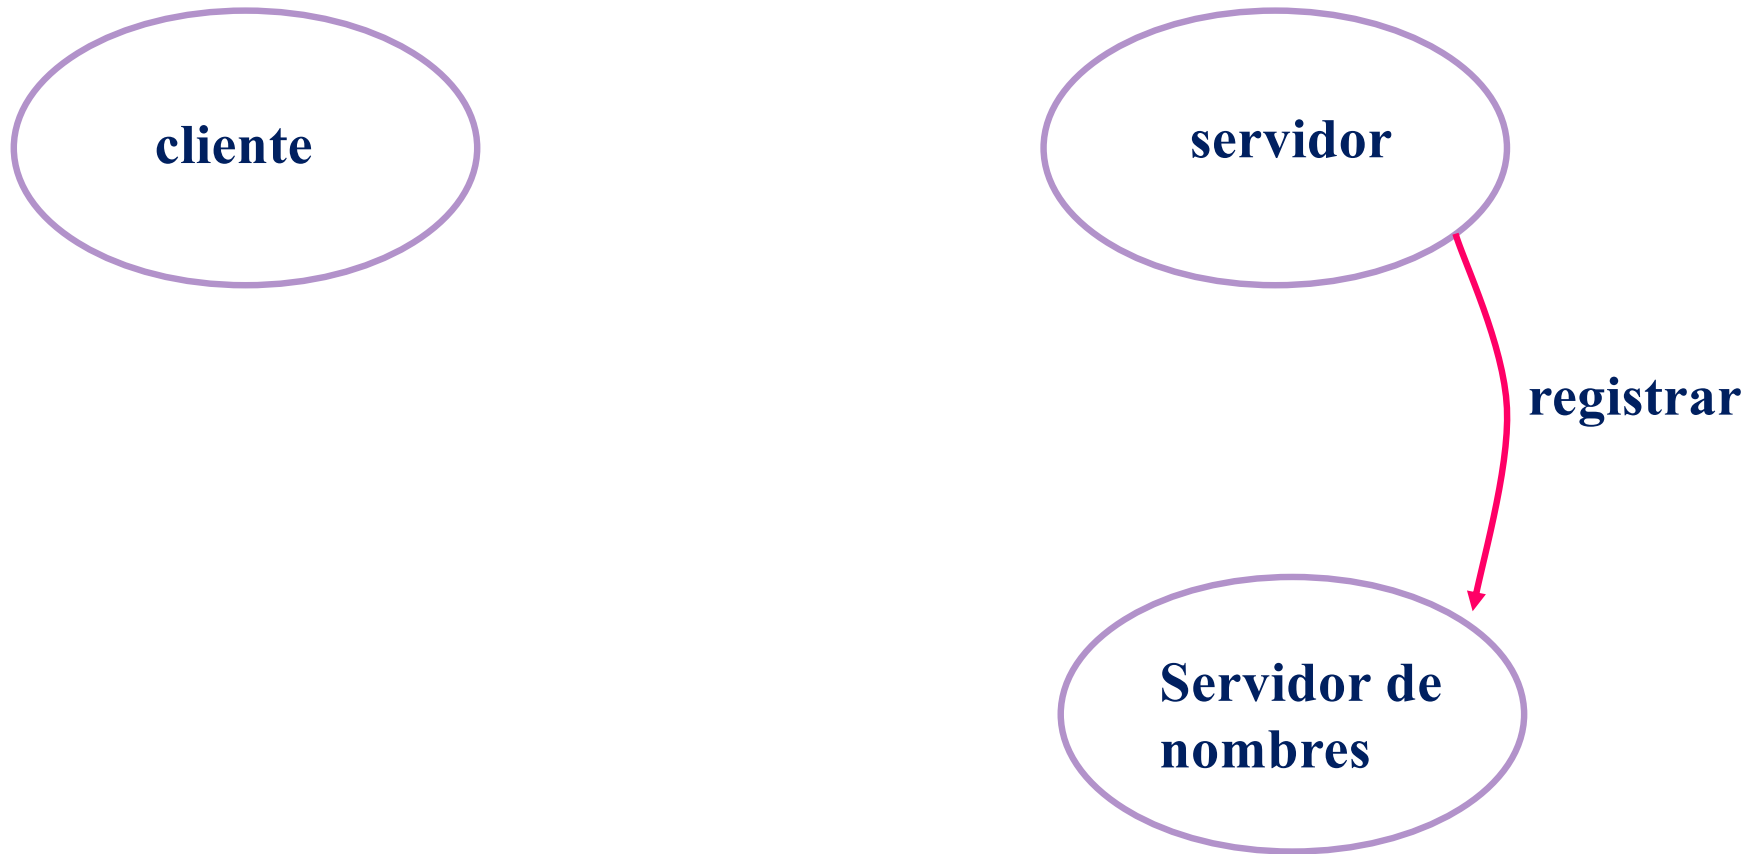 cliente
servidor
registrar
Servidor de
nombres